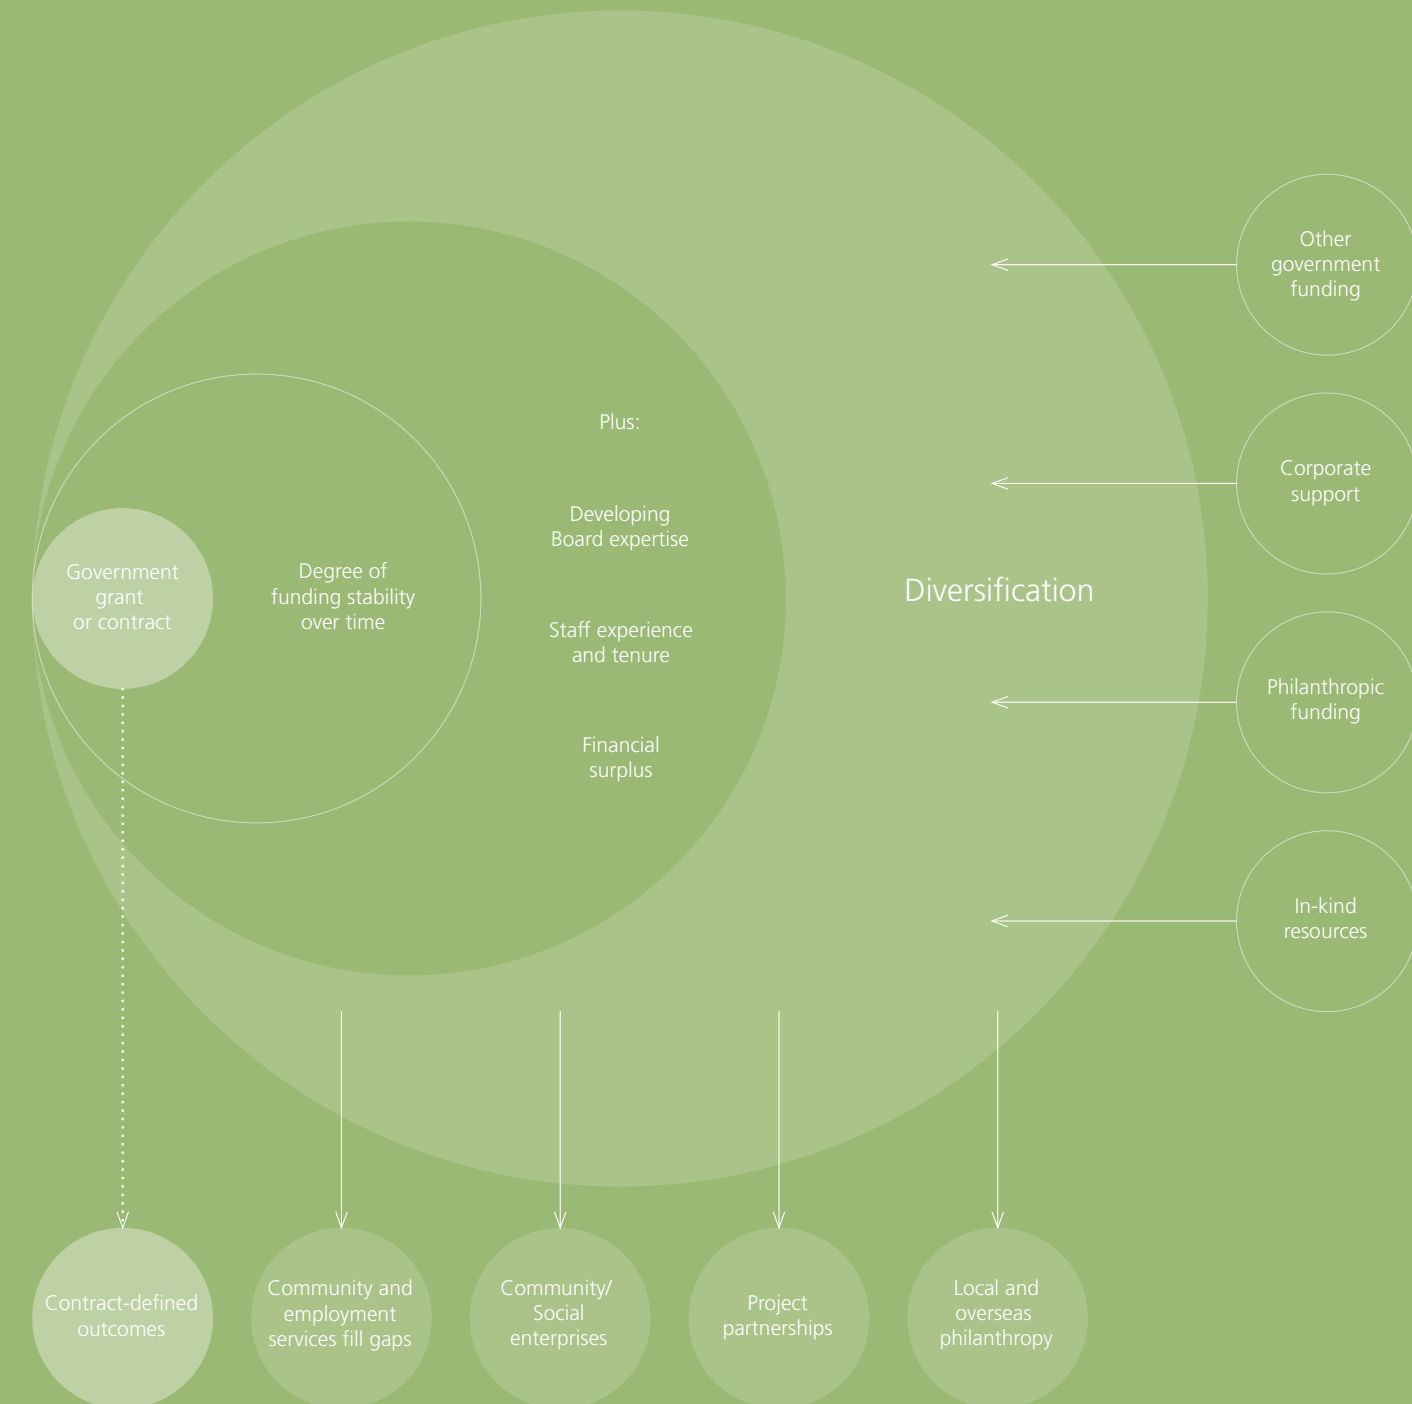 Other
government
funding
Plus:
Corporate
support
Developing
Board expertise
Government
grant
or contract
Degree of
funding stability
over time
Diversification
Staff experience
and tenure
Philanthropic
funding
Financial
surplus
In-kind
resources
Contract-defined
outcomes
Community and
employment
services fill gaps
Community/
Social
enterprises
Project
partnerships
Local and
overseas
philanthropy